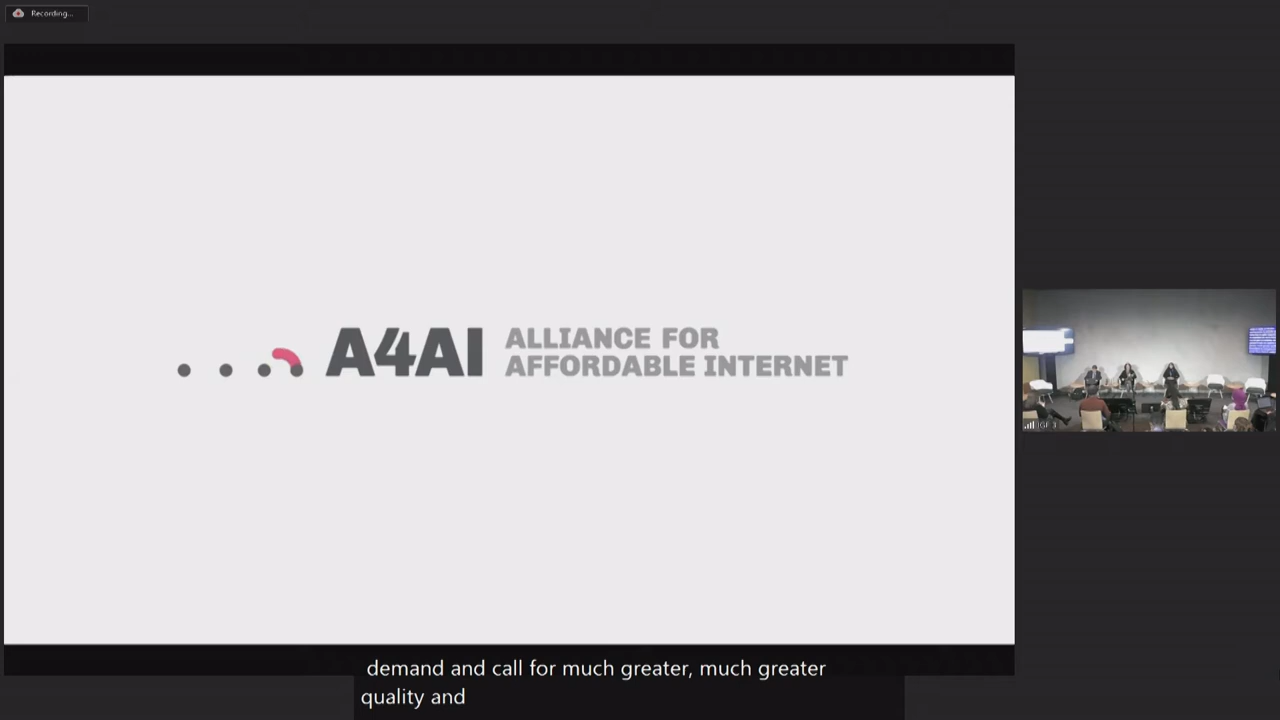 Recording...
A4AI
ALLIANCE FOR
AFFORDABLE INTERNET
demand and call for much greater, much greater
quality and